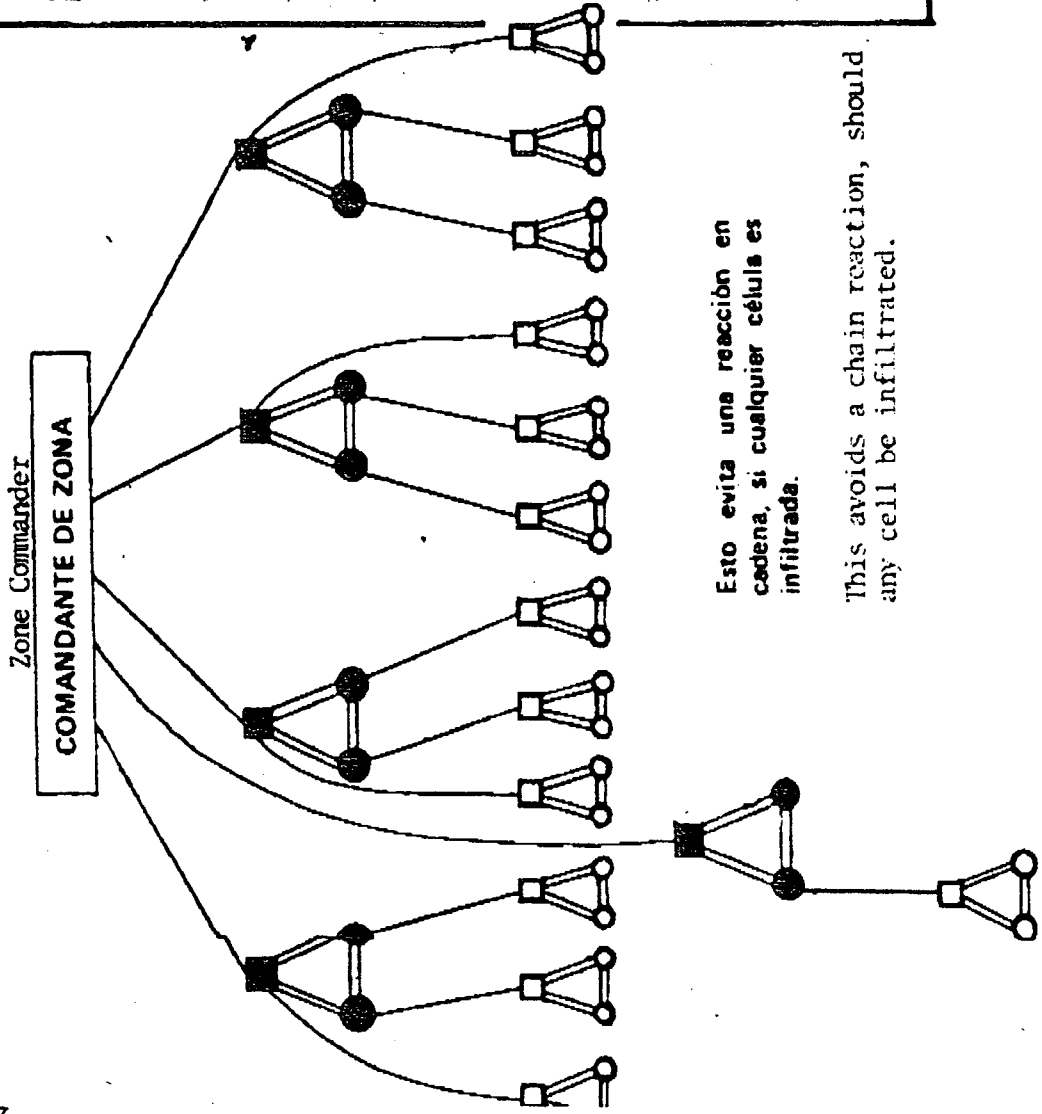 Zone Commander
COMANDANTE DE ZONA
Esto evita una reacción en
cadena, si cualquier célula es
infiltrada.
This avoids a chain reaction, should
any cell be infiltrated.